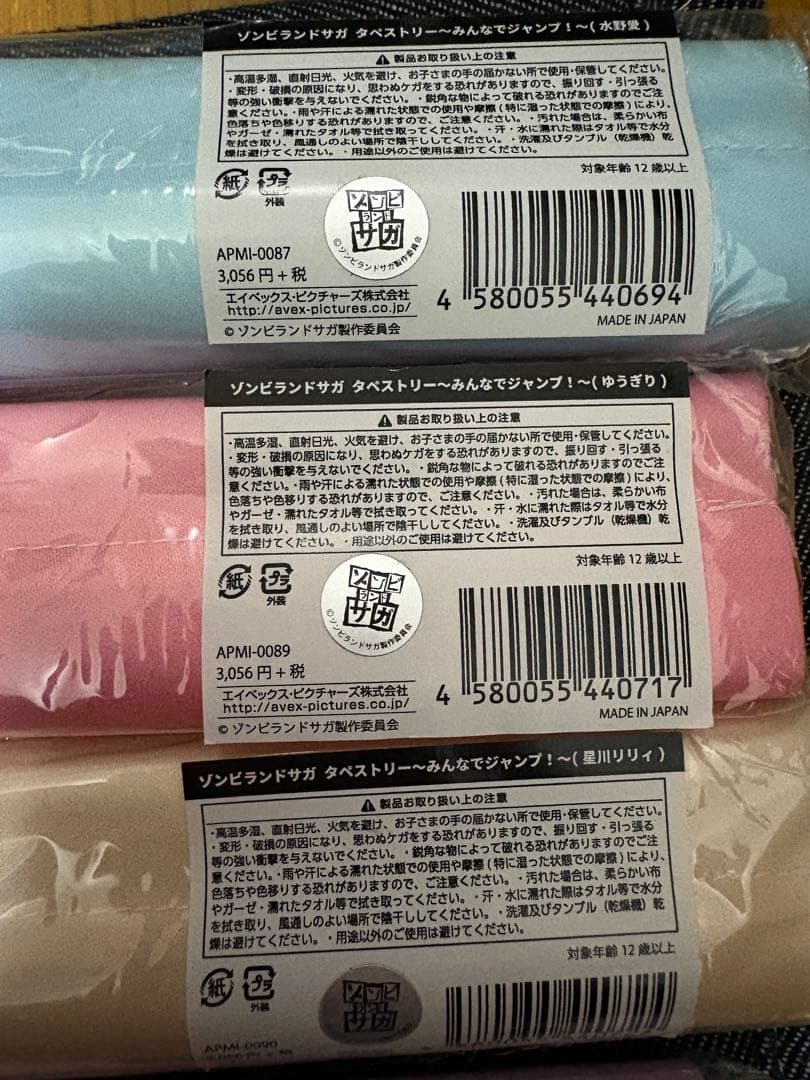 ゾンビランドサガ タペストリー～みんなでジャンプ！～( 水野愛 )
製品お取り扱い上の注意
・高温多湿、直射日光、火気を避け、お子さまの手の届かない所で使用・保管してください。
・変形・破損の原因になり、思わぬケガをする恐れがありますので、振り回す・引っ張る
等の強い衝撃を与えないでください。・鋭角な物によって破れる恐れがありますのでご注
意ください。・雨や汗による濡れた状態での使用や摩擦 ( 特に湿った状態での摩擦 ) により、
色落ちや色移りする恐れがありますので、ご注意ください。・汚れた場合は、柔らかい布
やガーゼ・濡れたタオル等で拭き取ってください。・汗・水に濡れた際はタオル等で水分
を拭き取り、風通しのよい場所で陰干ししてください。・洗濯及びタンブル（乾燥機）乾
燥は避けてください。・用途以外のご使用は避けてください。
対象年齢 12 歳以上
紙
プラ
外装
ゾンビ
ランド
サガ
©ゾンビランドサガ製作委員会
APMI-0087
3,056 円 + 税
エイベックス・ピクチャーズ株式会社
http://avex-pictures.co.jp/
© ゾンビランドサガ製作委員会
4 580055 440694
MADE IN JAPAN
ゾンビランドサガ タペストリー～みんなでジャンプ！～( ゆうぎり )
製品お取り扱い上の注意
・高温多湿、直射日光、火気を避け、お子さまの手の届かない所で使用・保管してください。
・変形・破損の原因になり、思わぬケガをする恐れがありますので、振り回す・引っ張る
等の強い衝撃を与えないでください。・鋭角な物によって破れる恐れがありますのでご注
意ください。・雨や汗による濡れた状態での使用や摩擦 ( 特に湿った状態での摩擦 ) により、
色落ちや色移りする恐れがありますので、ご注意ください。・汚れた場合は、柔らかい布
やガーゼ・濡れたタオル等で拭き取ってください。・汗・水に濡れた際はタオル等で水分
を拭き取り、風通しのよい場所で陰干ししてください。・洗濯及びタンブル（乾燥機）乾
燥は避けてください。・用途以外のご使用は避けてください。
対象年齢 12 歳以上
紙
プラ
外装
ゾンビ
ランド
サガ
©ゾンビランドサガ製作委員会
APMI-0089
3,056 円 + 税
エイベックス・ピクチャーズ株式会社
http://avex-pictures.co.jp/
© ゾンビランドサガ製作委員会
4 580055 440717
MADE IN JAPAN
ゾンビランドサガ タペストリー～みんなでジャンプ！～( 星川リリィ )
製品お取り扱い上の注意
・高温多湿、直射日光、火気を避け、お子さまの手の届かない所で使用・保管してください。
・変形・破損の原因になり、思わぬケガをする恐れがありますので、振り回す・引っ張る
等の強い衝撃を与えないでください。・鋭角な物によって破れる恐れがありますのでご注
意ください。・雨や汗による濡れた状態での使用や摩擦 ( 特に湿った状態での摩擦 ) により、
色落ちや色移りする恐れがありますので、ご注意ください。・汚れた場合は、柔らかい布
やガーゼ・濡れたタオル等で拭き取ってください。・汗・水に濡れた際はタオル等で水分
を拭き取り、風通しのよい場所で陰干ししてください。・洗濯及びタンブル（乾燥機）乾
燥は避けてください。・用途以外のご使用は避けてください。
対象年齢 12 歳以上
紙
プラ
外装
ゾンビ
ランド
サガ
APMI-0090